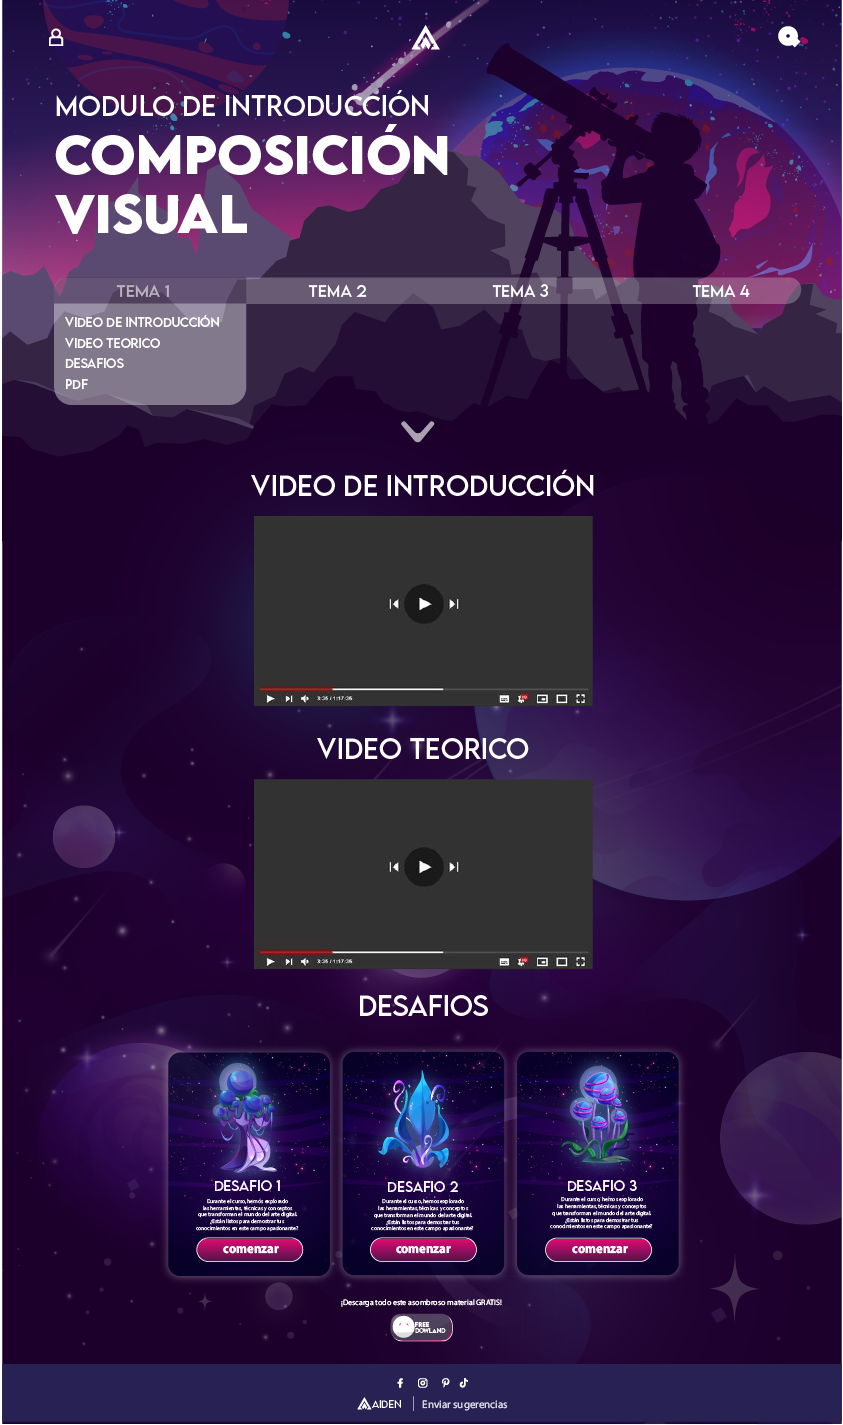 MODULO DE INTRODUCCIÓN
COMPOSICIÓN
VISUAL
TEMA 1
TEMA 2
TEMA 3
TEMA 4
VIDEO DE INTRODUCCIÓN
VIDEO TEORICO
DESAFIOS
PDF
VIDEO DE INTRODUCCIÓN
3:35 / 1:17:35
VIDEO TEORICO
3:35 / 1:17:35
DESAFIOS
DESAFIO 1
Durante el curso, hemos explorado
las herramientas, técnicas y conceptos
que transforman el mundo del arte digital.
¿Están listos para demostrar tus
conocimientos en este campo apasionante?
comenzar
DESAFIO 2
Durante el curso, hemos explorado
las herramientas, técnicas y conceptos
que transforman el mundo del arte digital.
¿Están listos para demostrar tus
conocimientos en este campo apasionante?
comenzar
DESAFIO 3
Durante el curso, hemos explorado
las herramientas, técnicas y conceptos
que transforman el mundo del arte digital.
¿Están listos para demostrar tus
conocimientos en este campo apasionante?
comenzar
¡Descarga todo este asombroso material GRATIS!
FREE
DOWLAND
AIDEN
Enviar sugerencias